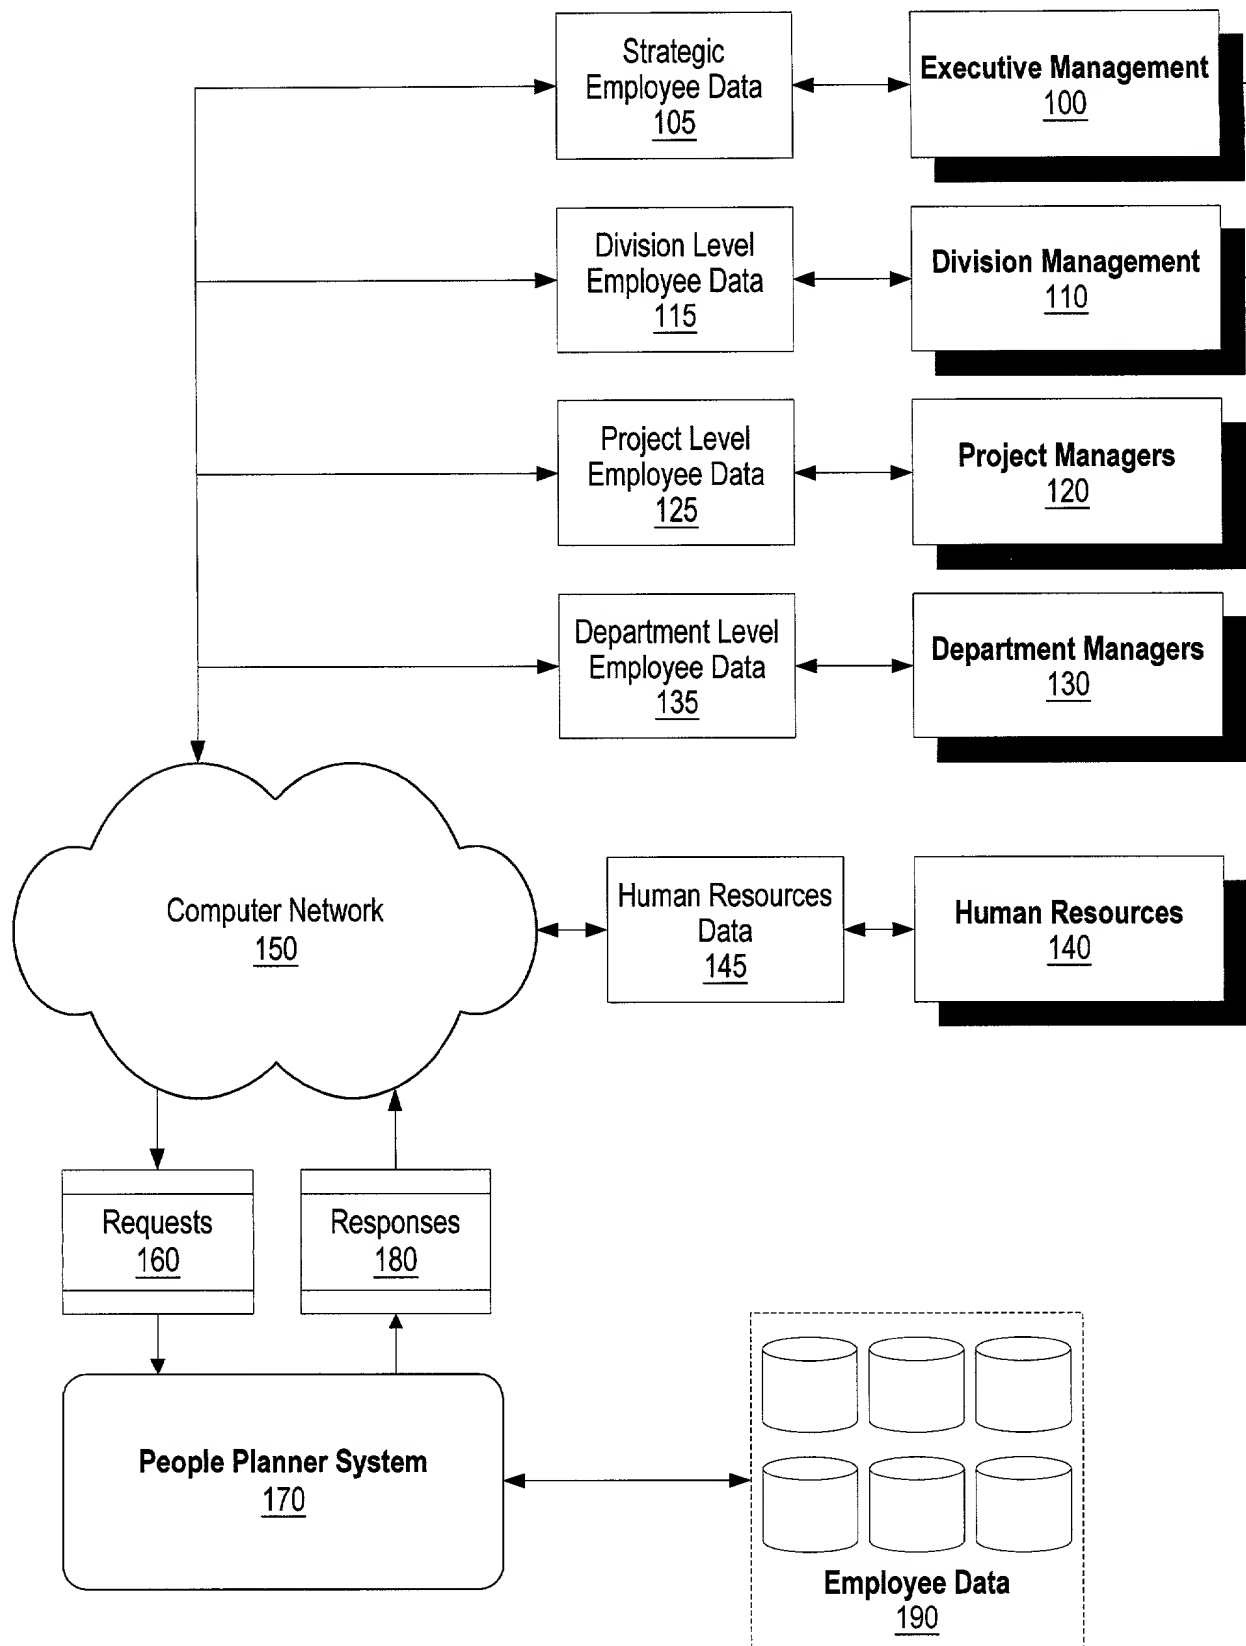 Strategic
Employee Data
105
Executive Management
100
Division Level
Employee Data
115
Division Management
110
Project Level
Employee Data
125
Project Managers
120
Department Level
Employee Data
135
Department Managers
130
Computer Network
150
Human Resources
Data
145
Human Resources
140
Requests
160
Responses
180
People Planner System
170
Employee Data
190